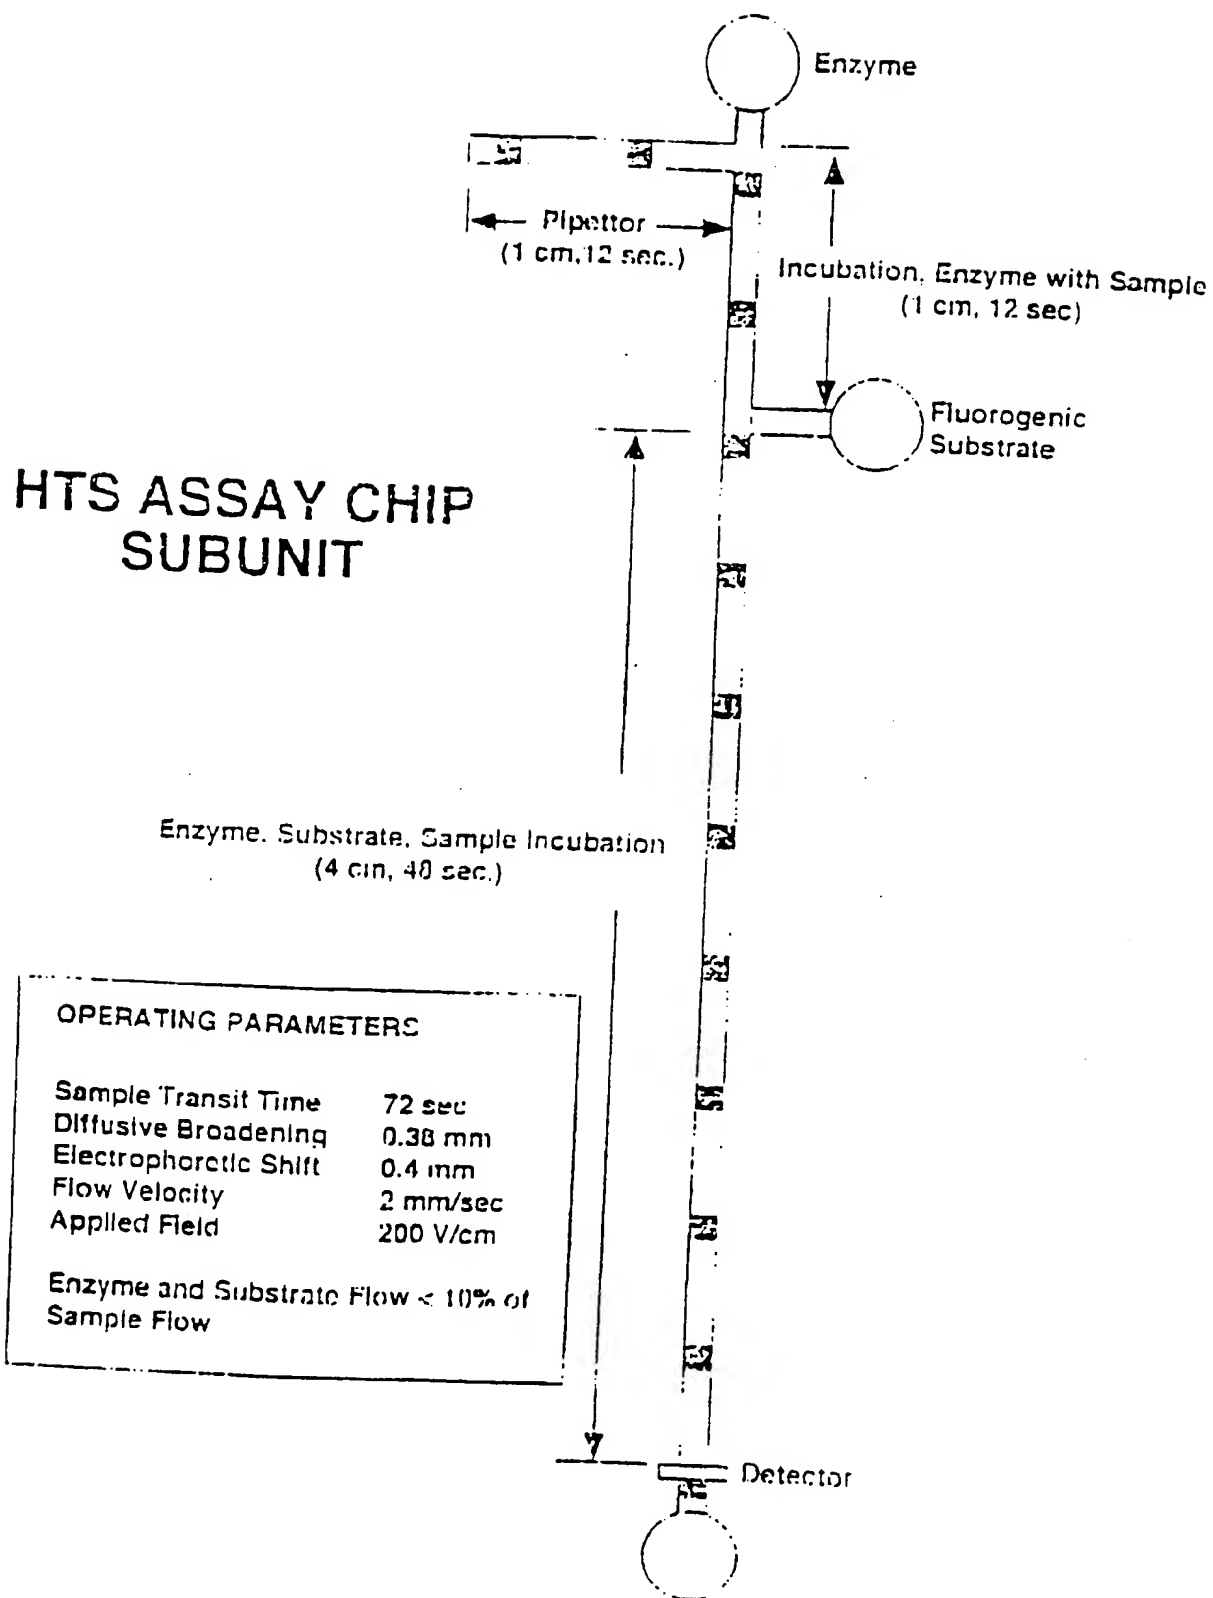 Enzyme
Pipettor
(1 cm, 12 sec.)
Incubation, Enzyme with Sample
(1 cm, 12 sec)
Fluorogenic
Substrate
HTS ASSAY CHIP
SUBUNIT
Enzyme, Substrate, Sample Incubation
(4 cm, 48 sec.)
OPERATING PARAMETERS
Sample Transit Time 72 sec
Diffusive Broadening 0.38 mm
Electrophoretic Shift 0.4 mm
Flow Velocity 2 mm/sec
Applied Field 200 V/cm
Enzyme and Substrate Flow < 10% of
Sample Flow
Detector